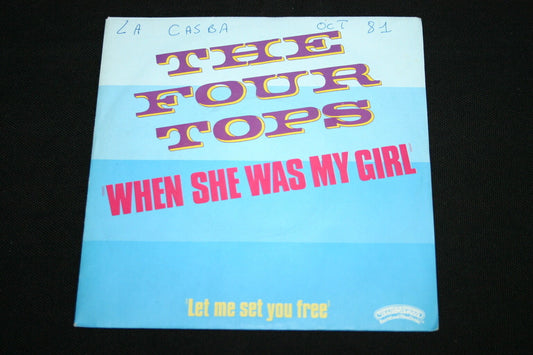 LA CASBA OCT 81
THE
FOUR
TOPS
'WHEN SHE WAS MY GIRL'
'Let me set you free'